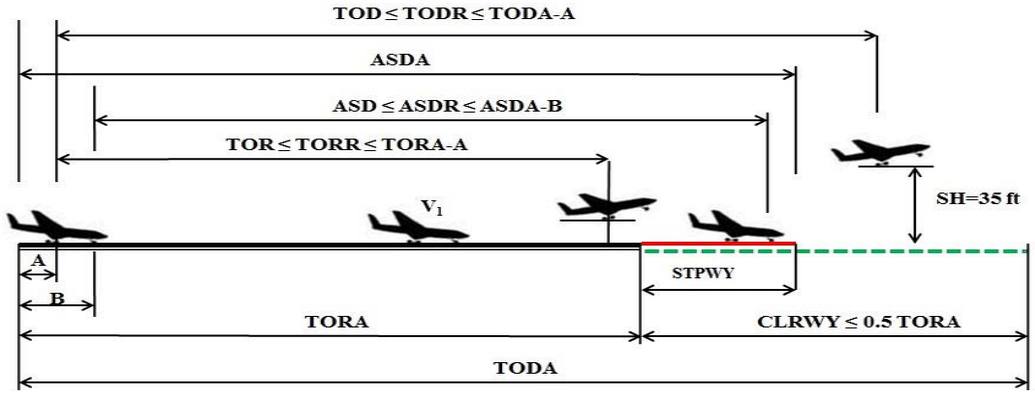 TOD ≤ TODR ≤ TODA-A
ASDA
ASD ≤ ASDR ≤ ASDA-B
TOR ≤ TORR ≤ TORA-A
V₁
SH=35 ft
A
STPWY
B
TORA
CLRWY ≤ 0.5 TORA
TODA